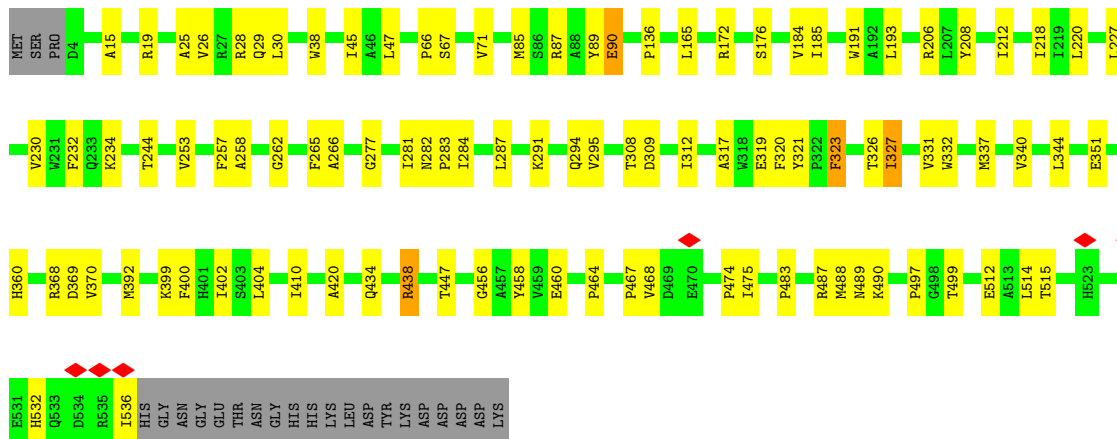 MET SER PRO D4 A15 R19 A25 V26 R27 R28 Q29 L30 W38 I45 A46 L47 P66 S67 V71 M85 S86 R87 A88 Y89 E90 P136 L165 R172 S176 V184 I185 W191 A192 L193 R206 L207 Y208 I212 I218 I219 L220 L227
V230 W231 F232 Q233 K234 T244 V253 F257 A258 G262 F265 A266 G277 I281 N282 P283 I284 L287 K291 Q294 V295 T308 D309 I312 A317 W318 E319 F320 Y321 P322 F323 T326 I327 V331 W332 M337 V340 L344 E351
H360 R368 D369 V370 M392 K399 F400 H401 I402 S403 L404 I410 A420 Q434 R438 T447 G456 A457 Y458 V459 E460 P464 P467 V468 D469 E470 P474 I475 P483 R487 M488 N489 K490 P497 G498 T499 E512 A513 L514 T515 H523
E531 H532 Q533 D534 R535 I536 HIS GLY ASN GLY GLU THR ASN GLY HIS HIS LYS LEU ASP TYR LYS ASP ASP ASP ASP LYS